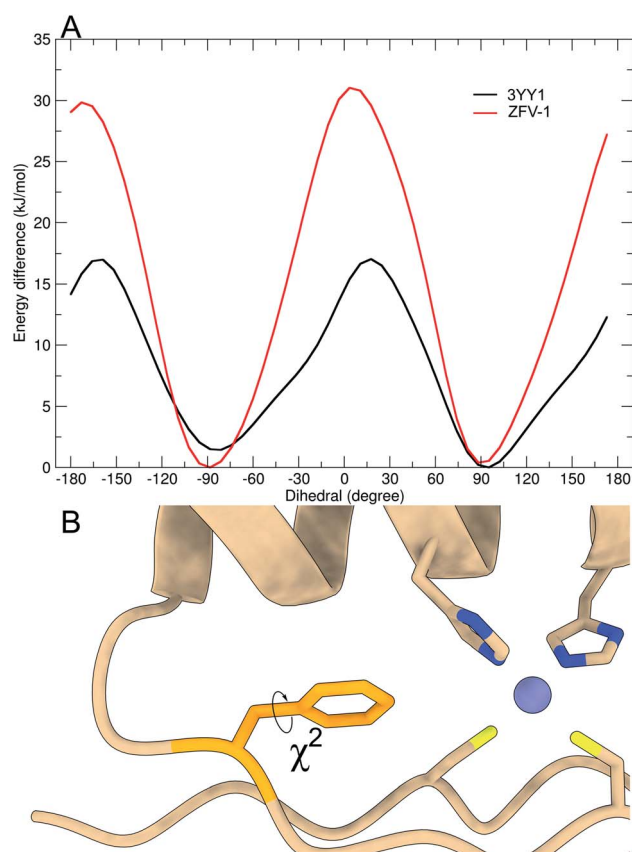 A
35
30
25
20
15
10
5
0
Energy difference (kJ/mol)
3YY1
ZFV-1
-180 -150 -120 -90 -60 -30 0 30 60 90 120 150 180
Dihedral (degree)
B
χ2